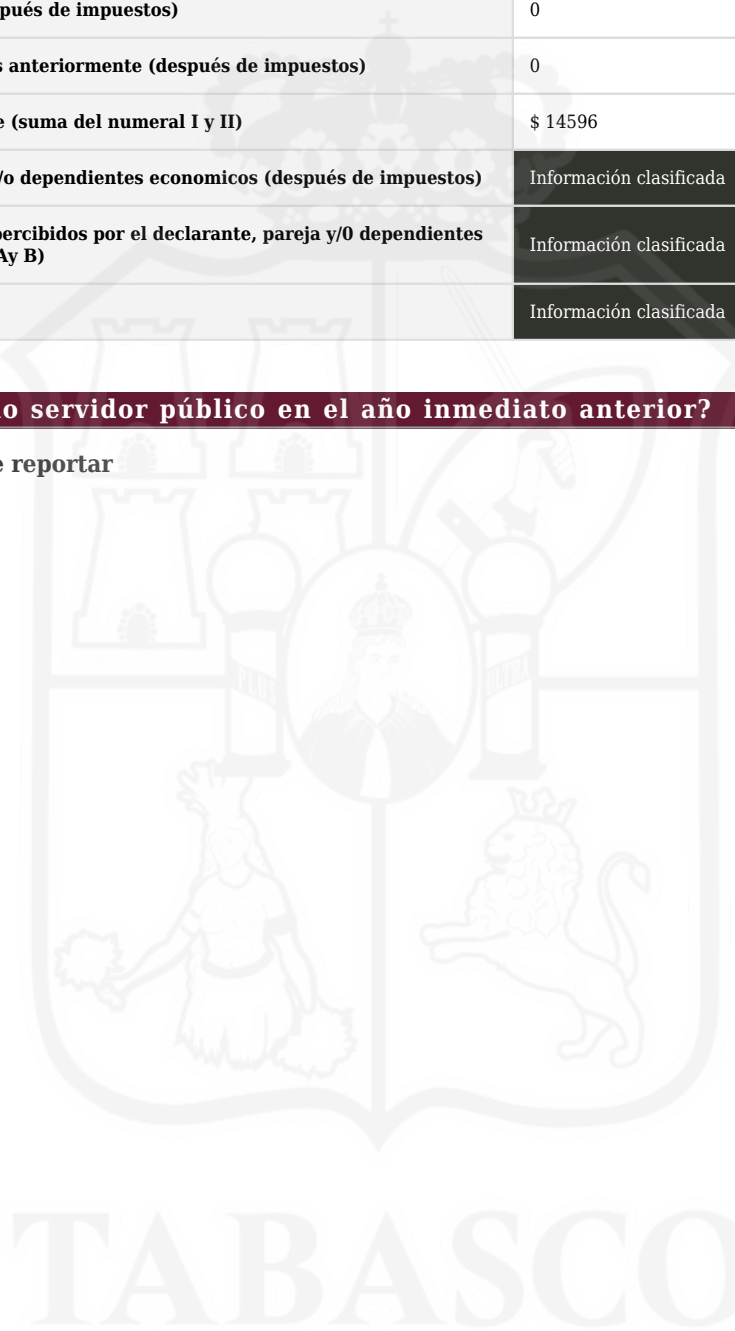 pués de impuestos) 0
s anteriormente (después de impuestos) 0
e (suma del numeral I y II) $ 14596
/o dependientes economicos (después de impuestos) Información clasificada
percibidos por el declarante, pareja y/0 dependientes
Ay B) Información clasificada
Información clasificada
o servidor público en el año inmediato anterior?
e reportar
PLUS ULTRA
TABASCO